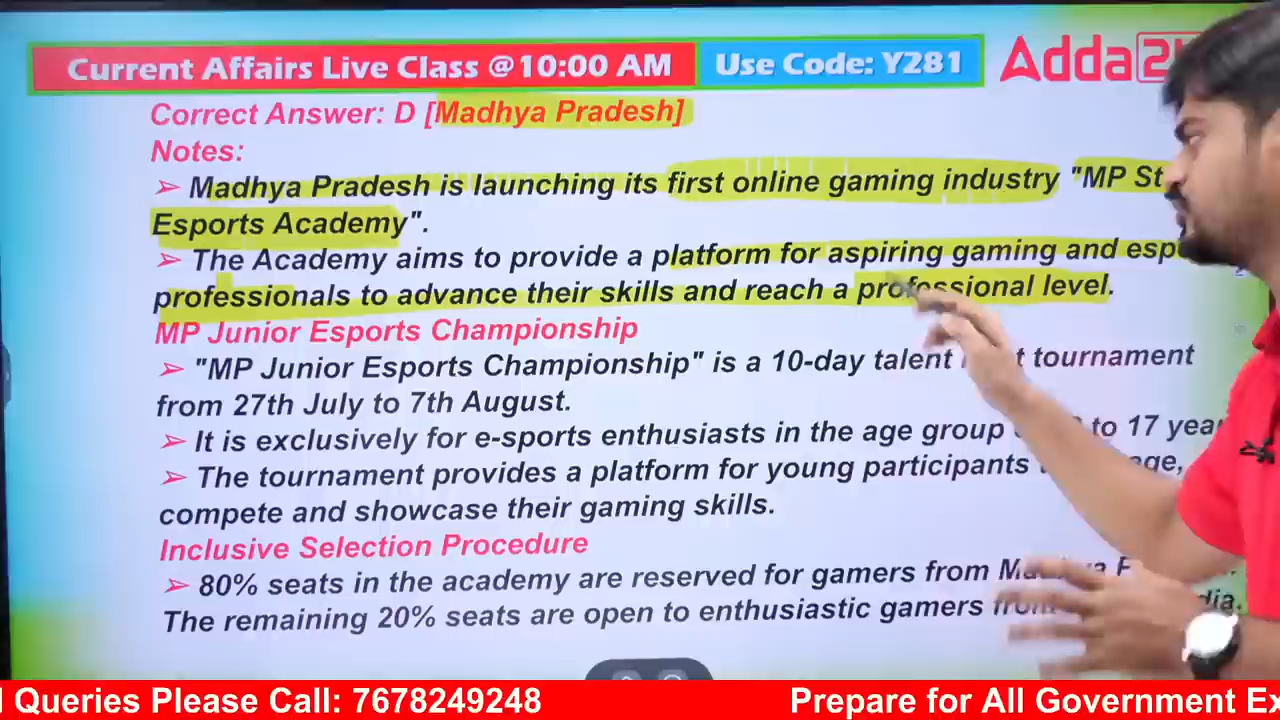 Current Affairs Live Class @10:00 AM Use Code: Y281 Adda2
Correct Answer: D [Madhya Pradesh]
Notes:
➢ Madhya Pradesh is launching its first online gaming industry "MP
Esports Academy".
➢ The Academy aims to provide a platform for aspiring gaming and
professionals to advance their skills and reach a professional level.
MP Junior Esports Championship
➢ "MP Junior Esports Championship" is a 10-day talent tournament
from 27th July to 7th August.
➢ It is exclusively for e-sports enthusiasts in the age group to 17
➢ The tournament provides a platform for young participants
compete and showcase their gaming skills.
Inclusive Selection Procedure
➢ 80% seats in the academy are reserved for gamers from
The remaining 20% seats are open to enthusiastic gamers
Queries Please Call: 7678249248 Prepare for All Government